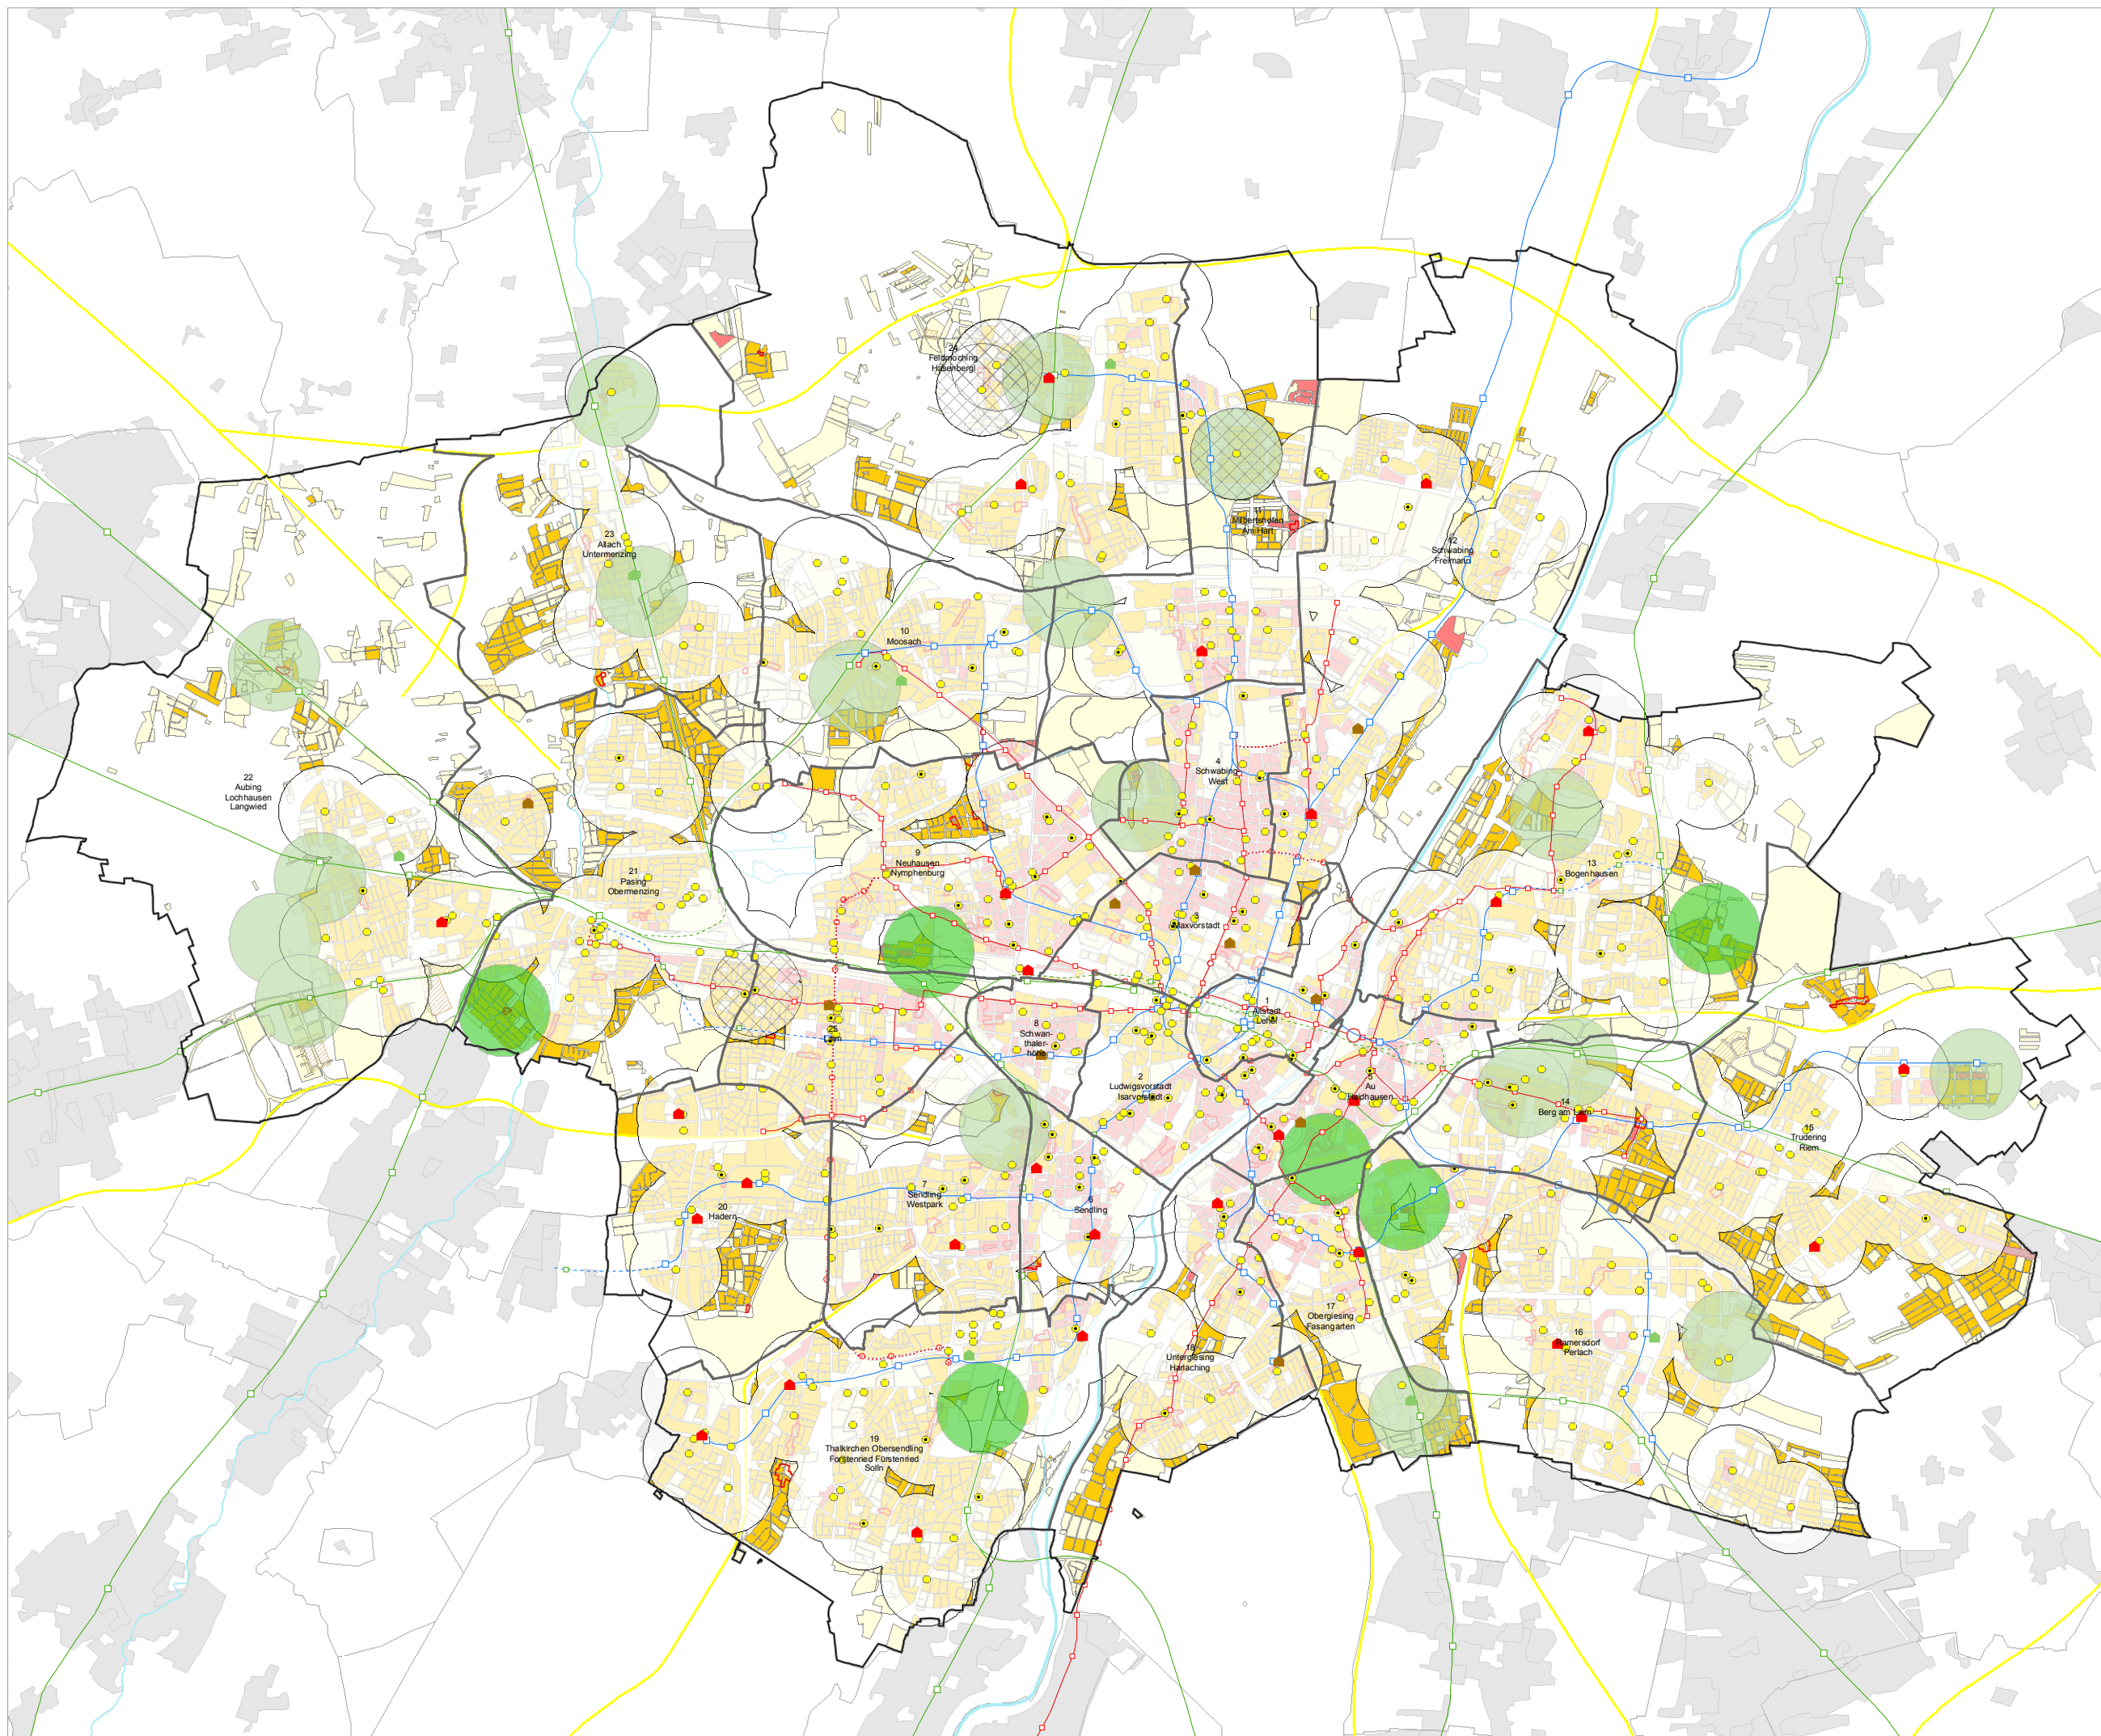 24
Feldmoching
Hasenbergl
11
Milbertshofen
Am Hart
12
Schwabing
Freimann
23
Allach
Untermenzing
10
Moosach
4
Schwabing
West
22
Aubing
Lochhausen
Langwied
9
Neuhausen
Nymphenburg
21
Pasing
Obermenzing
13
Bogenhausen
3
Maxvorstadt
1
Altstadt
Lehel
25
Laim
8
Schwan-
thaler-
höhe
2
Ludwigsvorstadt
Isarvorstadt
5
Au
Haidhausen
14
Berg am Laim
15
Trudering
Riem
7
Sendling
Westpark
6
Sendling
20
Hadern
17
Obergiesing
Fasangarten
16
Ramersdorf
Perlach
18
Untergiesing
Harlaching
19
Thalkirchen Obersendling
Forstenried Fürstenried
Solln